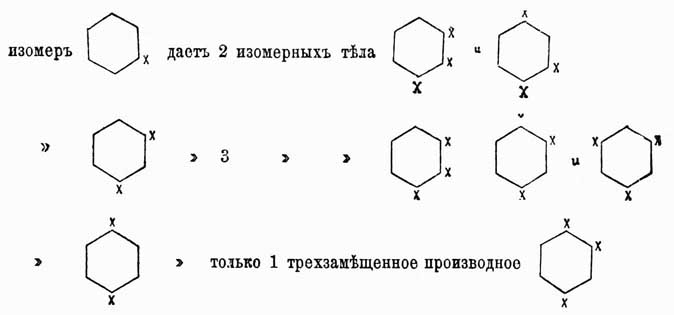 изомеръ X даетъ 2 изомерныхъ тѣла X X X и X X X
» X X » 3 » » X X X X X X и X X X
» X X » только 1 трехзамѣщенное производное X X X